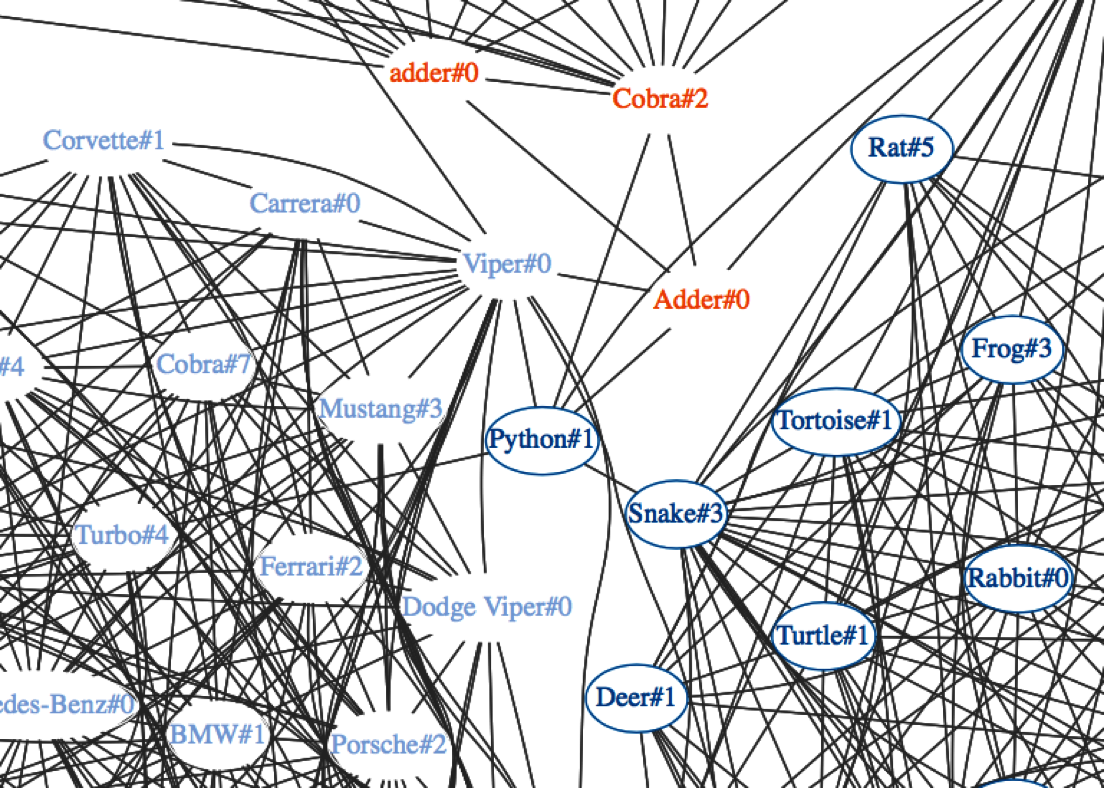 adder#0
Cobra#2
Corvette#1
Rat#5
Carrera#0
Viper#0
Adder#0
Frog#3
#4
Cobra#7
Mustang#3
Tortoise#1
Python#1
Snake#3
Turbo#4
Ferrari#2
Rabbit#0
Dodge Viper#0
Turtle#1
Deer#1
edes-Benz#0
BMW#1
Porsche#2